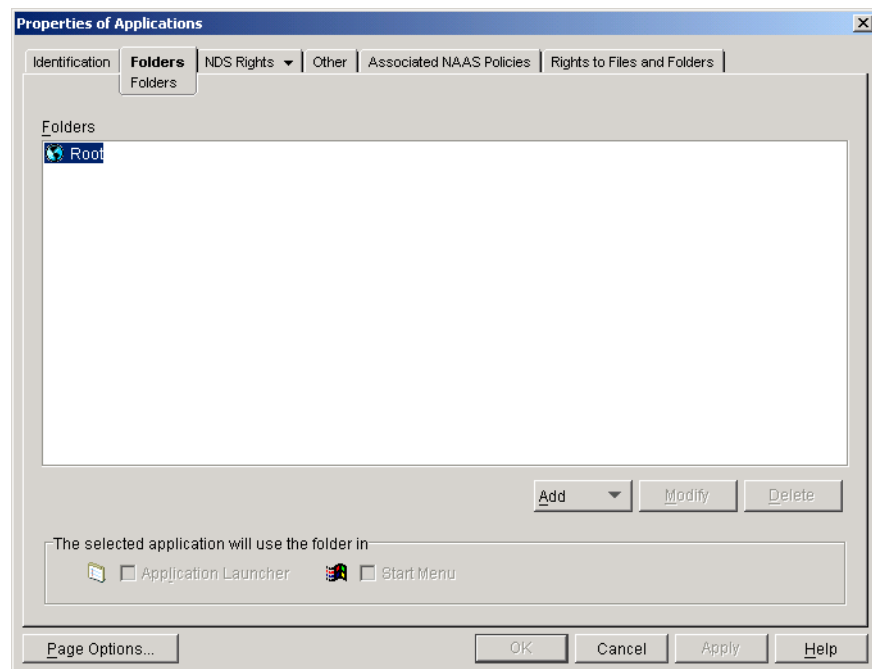 Properties of Applications
Identification Folders NDS Rights Other Associated NAAS Policies Rights to Files and Folders
Folders
Folders
Root
Add Modify Delete
The selected application will use the folder in
Application Launcher Start Menu
Page Options... OK Cancel Apply Help